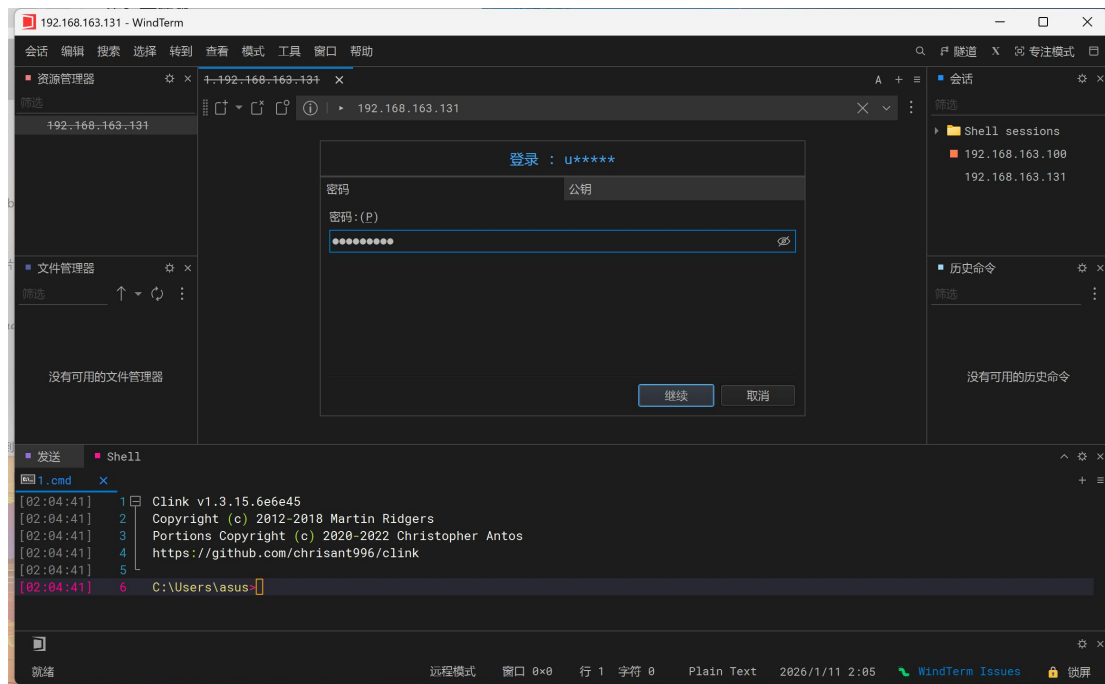 192.168.163.131 - WindTerm
会话 编辑 搜索 选择 转到 查看 模式 工具 窗口 帮助 隧道 X 专注模式
资源管理器
筛选
192.168.163.131
1.192.168.163.131
A
192.168.163.131
会话
筛选
Shell sessions
192.168.163.100
192.168.163.131
登录 : u*****
密码 公钥
密码:(P)
继续 取消
文件管理器
筛选
没有可用的文件管理器
历史命令
筛选
没有可用的历史命令
发送 Shell
1.cmd
[02:04:41] 1 Clink v1.3.15.6e6e45
[02:04:41] 2 Copyright (c) 2012-2018 Martin Ridgers
[02:04:41] 3 Portions Copyright (c) 2020-2022 Christopher Antos
[02:04:41] 4 https://github.com/chrisant996/clink
[02:04:41] 5
[02:04:41] 6 C:\Users\asus>
就绪 远程模式 窗口 0×0 行 1 字符 0 Plain Text 2026/1/11 2:05 WindTerm Issues 锁屏